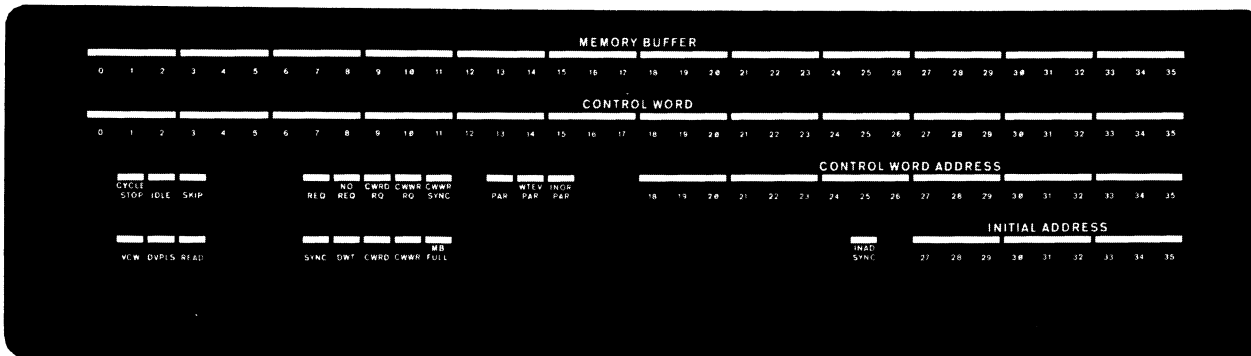 MEMORY BUFFER
0 1 2 3 4 5 6 7 8 9 10 11 12 13 14 15 16 17 18 19 20 21 22 23 24 25 26 27 28 29 30 31 32 33 34 35
CONTROL WORD
0 1 2 3 4 5 6 7 8 9 10 11 12 13 14 15 16 17 18 19 20 21 22 23 24 25 26 27 28 29 30 31 32 33 34 35
CONTROL WORD ADDRESS
CYCLE NO CWRD CWWR CWWR WTEV INOR
STOP IDLE SKIP REQ REQ RQ RQ SYNC PAR PAR PAR 18 19 20 21 22 23 24 25 26 27 28 29 30 31 32 33 34 35
INITIAL ADDRESS
MB INAD
VCW DVPLS READ SYNC DWT CWRD CWWR FULL SYNC 27 28 29 30 31 32 33 34 35